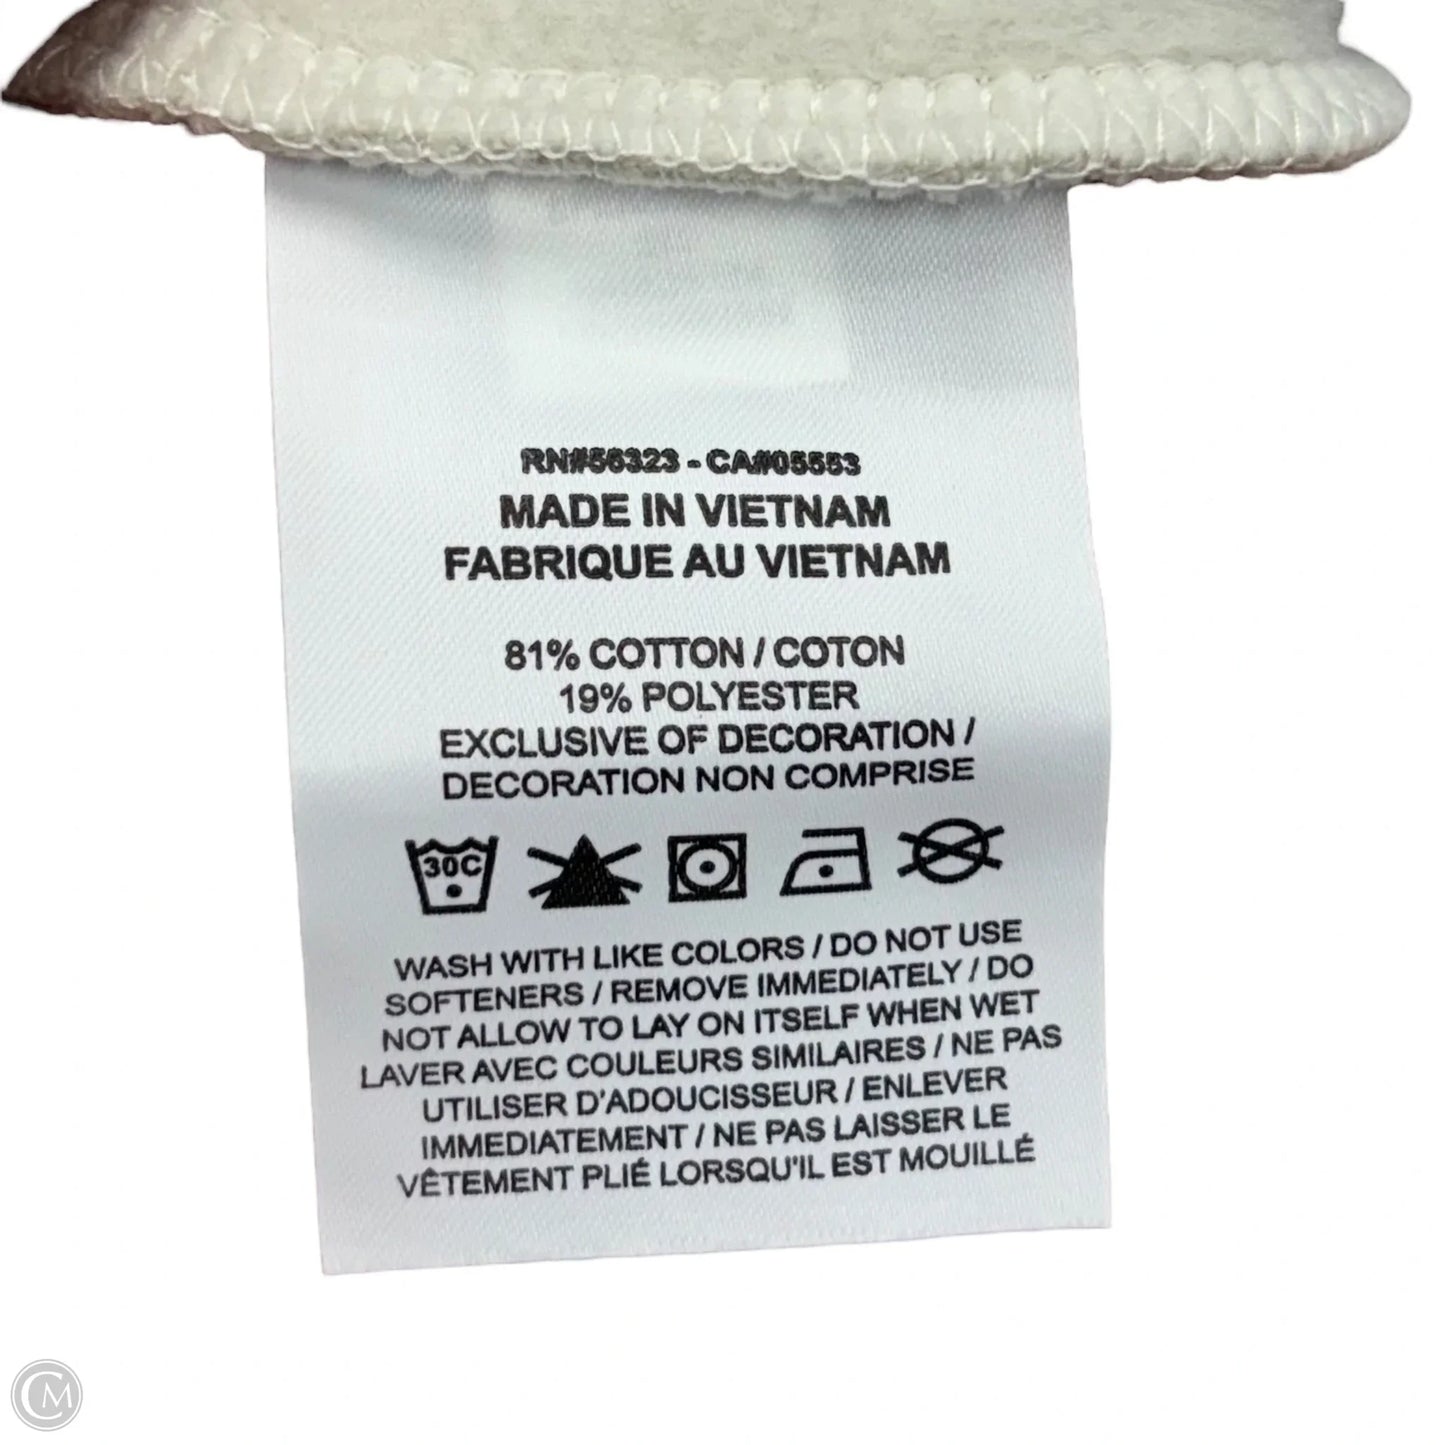 RN#56323 - CA#05553
MADE IN VIETNAM
FABRIQUE AU VIETNAM
81% COTTON / COTON
19% POLYESTER
EXCLUSIVE OF DECORATION /
DECORATION NON COMPRISE
30C
WASH WITH LIKE COLORS / DO NOT USE
SOFTENERS / REMOVE IMMEDIATELY / DO
NOT ALLOW TO LAY ON ITSELF WHEN WET
LAVER AVEC COULEURS SIMILAIRES / NE PAS
UTILISER D'ADOUCISSEUR / ENLEVER
IMMEDIATEMENT / NE PAS LAISSER LE
VÊTEMENT PLIÉ LORSQU'IL EST MOUILLÉ
CM